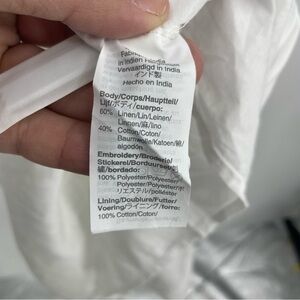 in Indien
Vervaardigd in India
インド製
Hecho en India
Body/Corps/Hauptteil/
Lijf/ボディ/cuerpo:
60% Linen/Lin/Leinen/
Linnen/麻/lino
40% Cotton/Coton/
Baumwolle/Katoen/綿/
algodón
Embroidery/Broderie/
Stickerei/Borduursel/刺
繍/bordado:
100% Polyester/Polyester/
Polyester/Polyester/ポ
リエステル/poliéster
Lining/Doublure/Futter/
Voering/ライニング/forro:
100% Cotton/Coton/